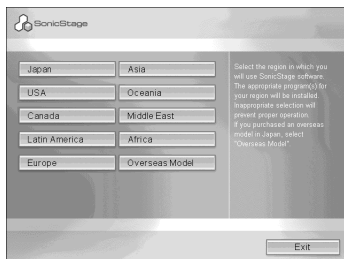 SonicStage
Japan
Asia
USA
Oceania
Canada
Middle East
Latin America
Africa
Europe
Overseas Model
Select the region in which you
will use SonicStage software.
The appropriate program(s) for
your region will be installed.
Inappropriate selection will
prevent proper operation.
If you purchased an overseas
model in Japan, select
"Overseas Model"
Exit